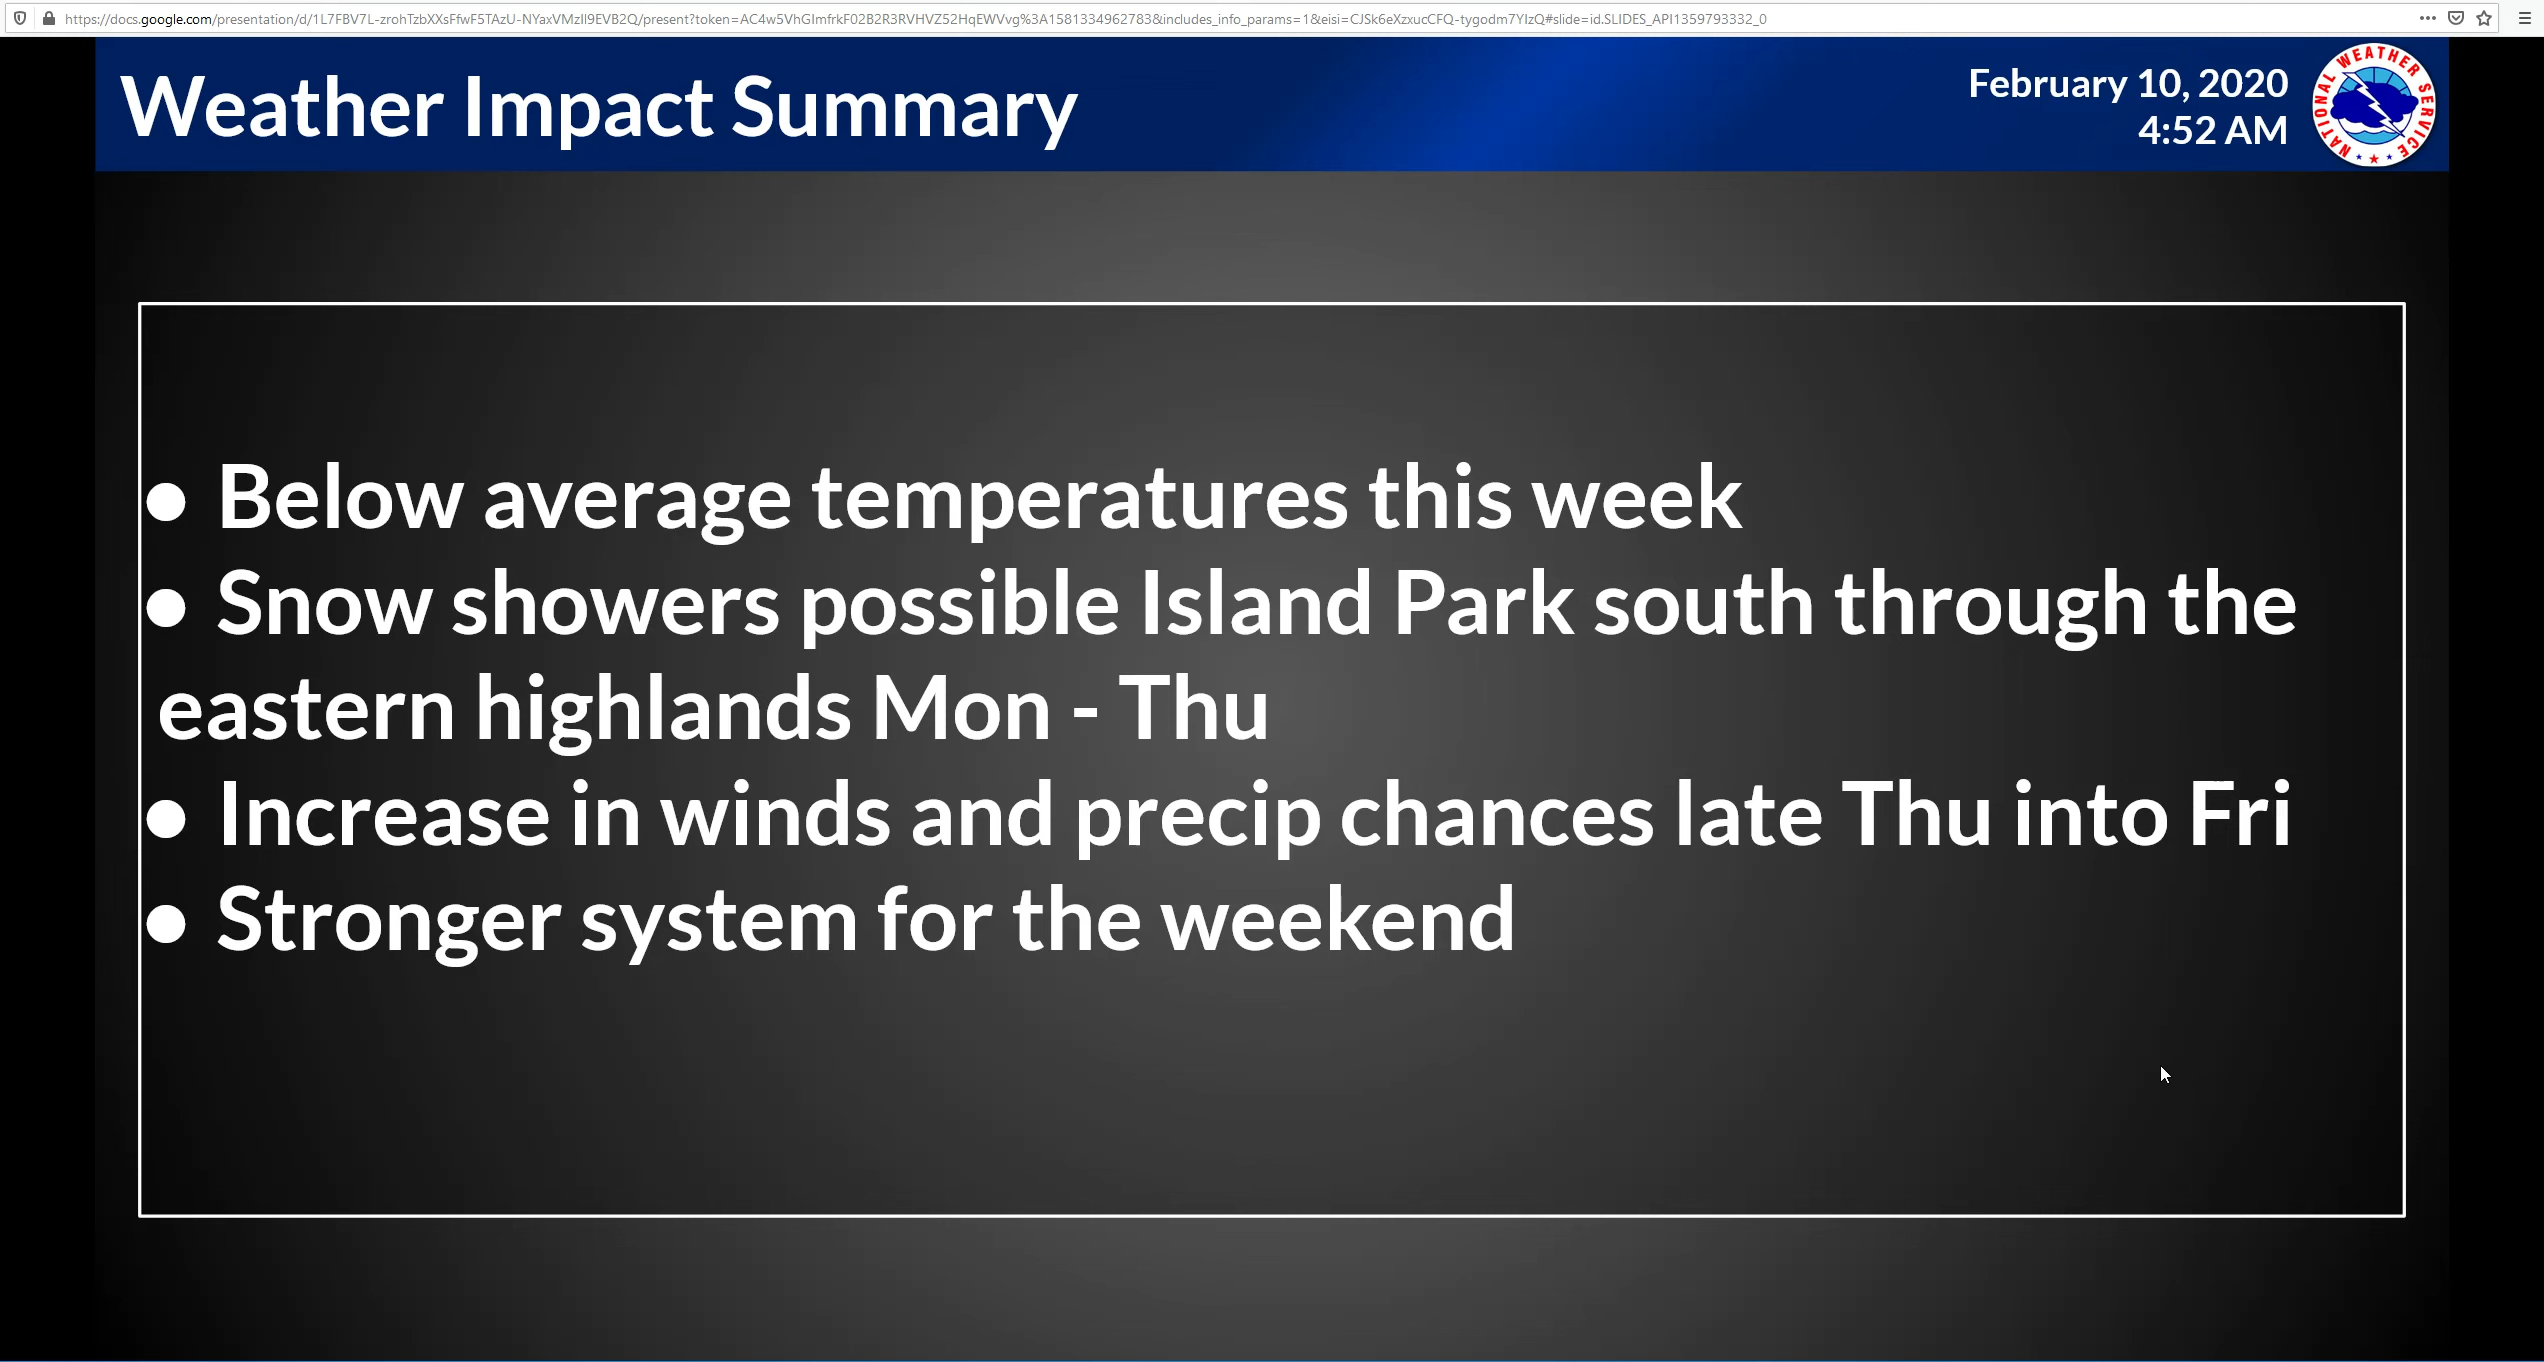 https://docs.google.com/presentation/d/1L7FBV7L-zrohTzbXXsFfwF5TAzU-NYaxVMzIl9EVB2Q/present?token=AC4w5VhGImfrkF02B2R3RVHVZ52HqEWVvg%3A1581334962783&includes_info_params=1&eisi=CJSk6eXzxucCFQ-tygodm7YIzQ#slide=id.SLIDES_API1359793332_0
Weather Impact Summary
February 10, 2020
4:52 AM
NATIONAL WEATHER SERVICE
● Below average temperatures this week
● Snow showers possible Island Park south through the
eastern highlands Mon - Thu
● Increase in winds and precip chances late Thu into Fri
● Stronger system for the weekend